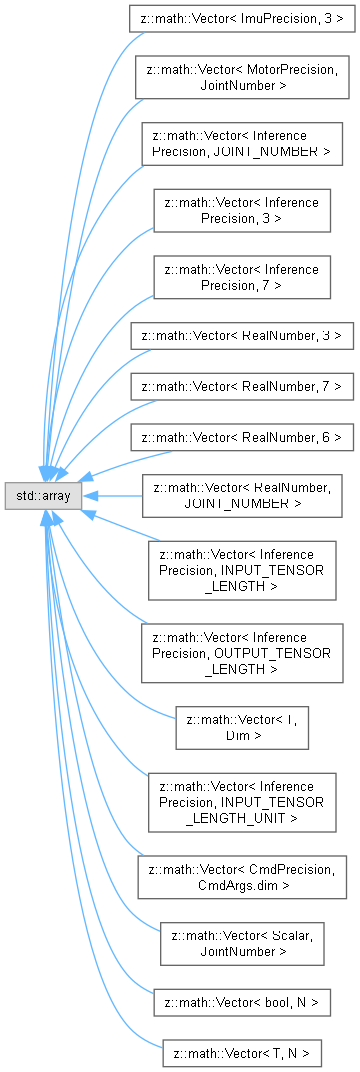 z::math::Vector< ImuPrecision, 3 >
z::math::Vector< MotorPrecision,
JointNumber >
z::math::Vector< Inference
Precision, JOINT_NUMBER >
z::math::Vector< Inference
Precision, 3 >
z::math::Vector< Inference
Precision, 7 >
z::math::Vector< RealNumber, 3 >
z::math::Vector< RealNumber, 7 >
z::math::Vector< RealNumber, 6 >
std::array
z::math::Vector< RealNumber,
JOINT_NUMBER >
z::math::Vector< Inference
Precision, INPUT_TENSOR
_LENGTH >
z::math::Vector< Inference
Precision, OUTPUT_TENSOR
_LENGTH >
z::math::Vector< T,
Dim >
z::math::Vector< Inference
Precision, INPUT_TENSOR
_LENGTH_UNIT >
z::math::Vector< CmdPrecision,
CmdArgs.dim >
z::math::Vector< Scalar,
JointNumber >
z::math::Vector< bool, N >
z::math::Vector< T, N >